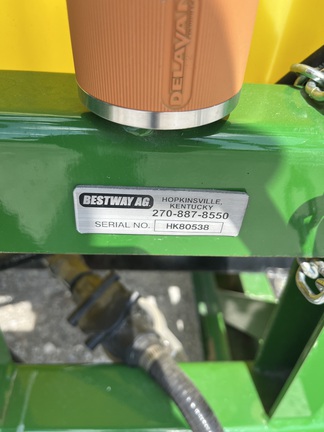 DELAVAN
BESTWAY AG
HOPKINSVILLE,
KENTUCKY
270-887-8550
SERIAL NO. HK80538